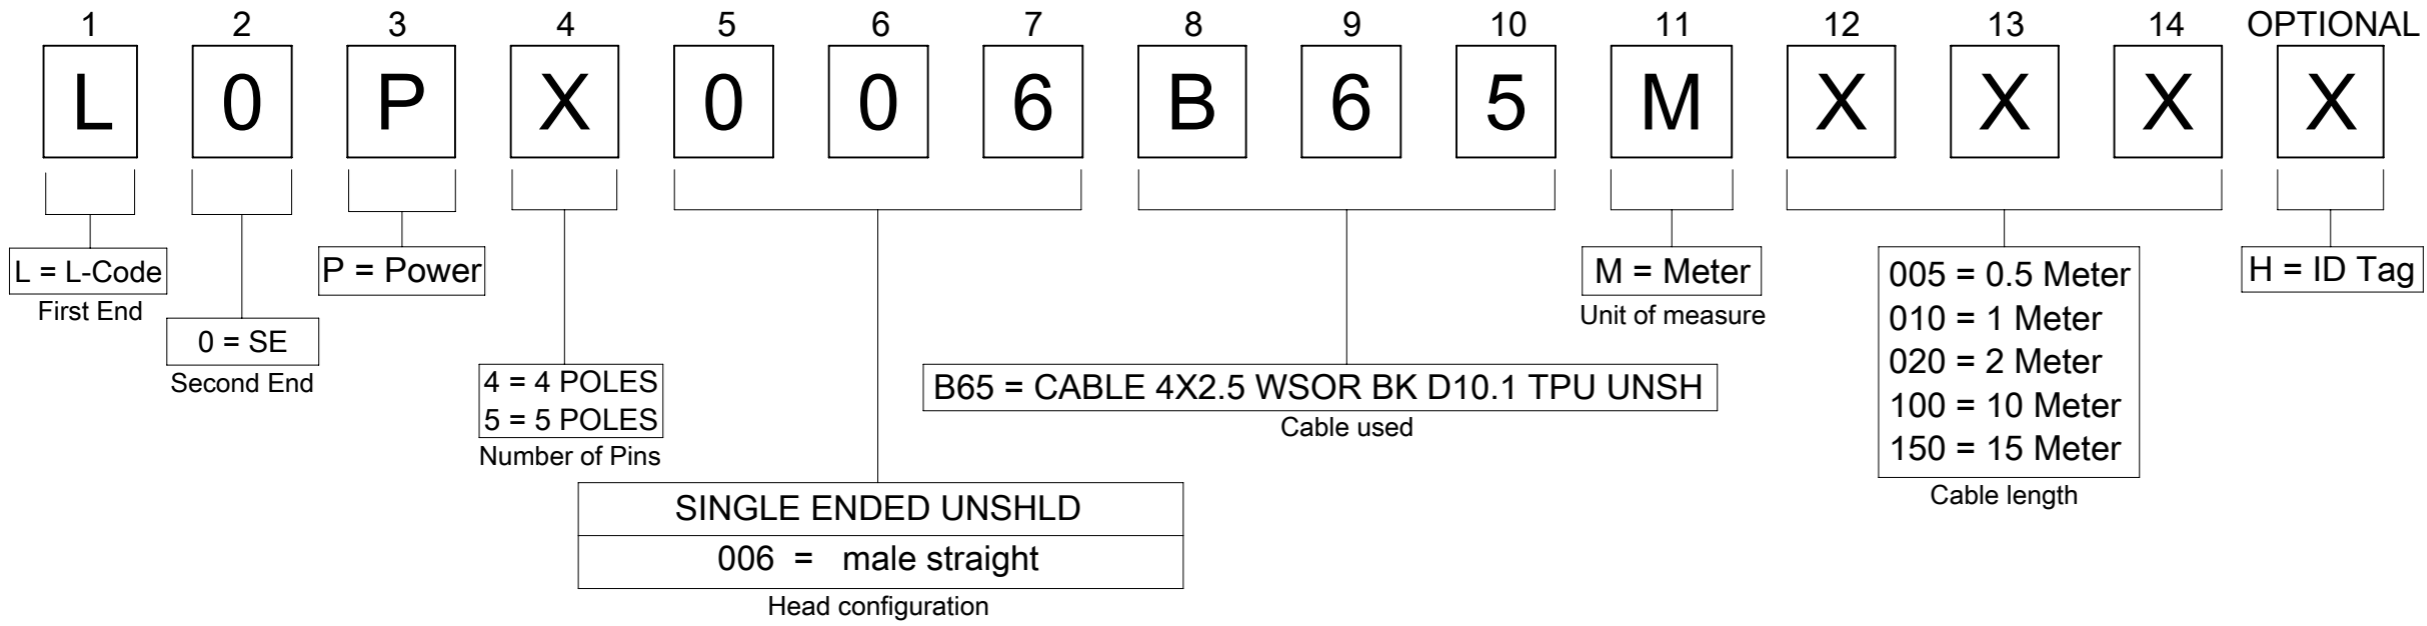 1 2 3 4 5 6 7 8 9 10 11 12 13 14 OPTIONAL
L 0 P X 0 0 6 B 6 5 M X X X X
L = L-Code
First End
0 = SE
Second End
P = Power
4 = 4 POLES
5 = 5 POLES
Number of Pins
SINGLE ENDED UNSHLD
006 = male straight
Head configuration
B65 = CABLE 4X2.5 WSOR BK D10.1 TPU UNSH
Cable used
M = Meter
Unit of measure
005 = 0.5 Meter
010 = 1 Meter
020 = 2 Meter
100 = 10 Meter
150 = 15 Meter
Cable length
H = ID Tag